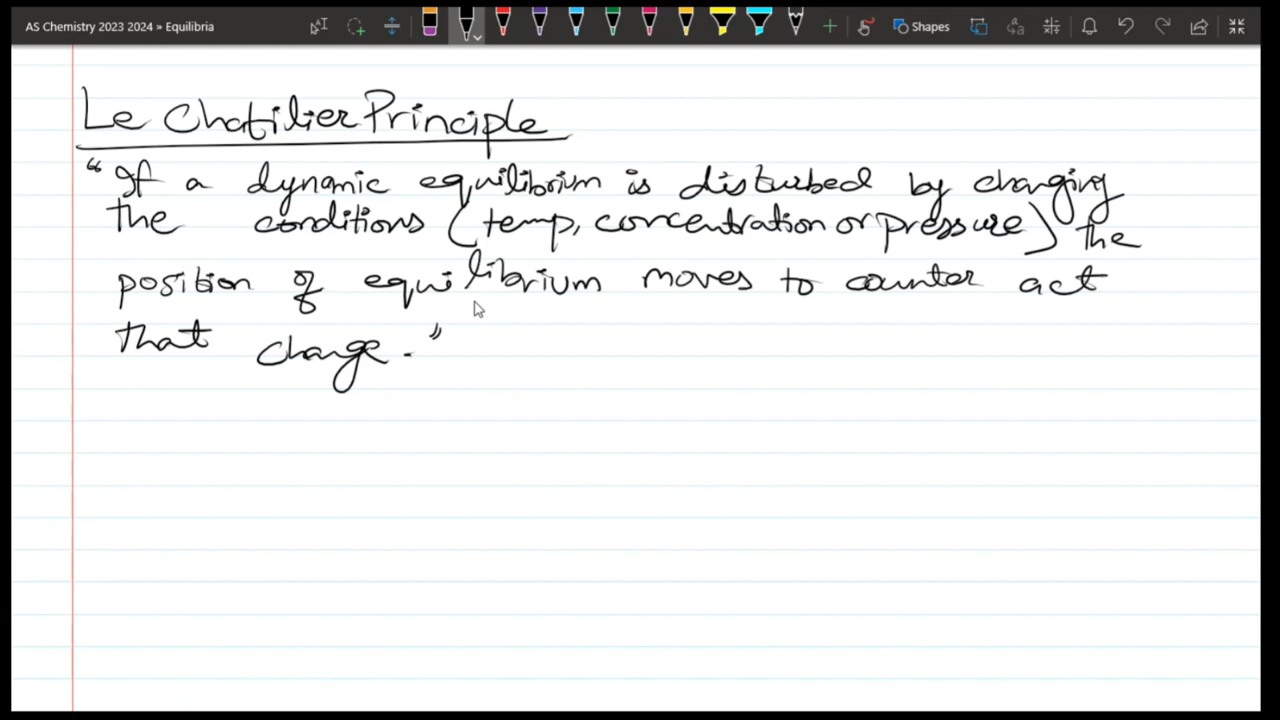 AS Chemistry 2023 2024 » Equilibria
Shapes
Le Chatilier Principle
“If a dynamic equilibrium is disturbed by changing
the conditions (temp, concentration or pressure) the
position of equilibrium moves to counter act
that change.”